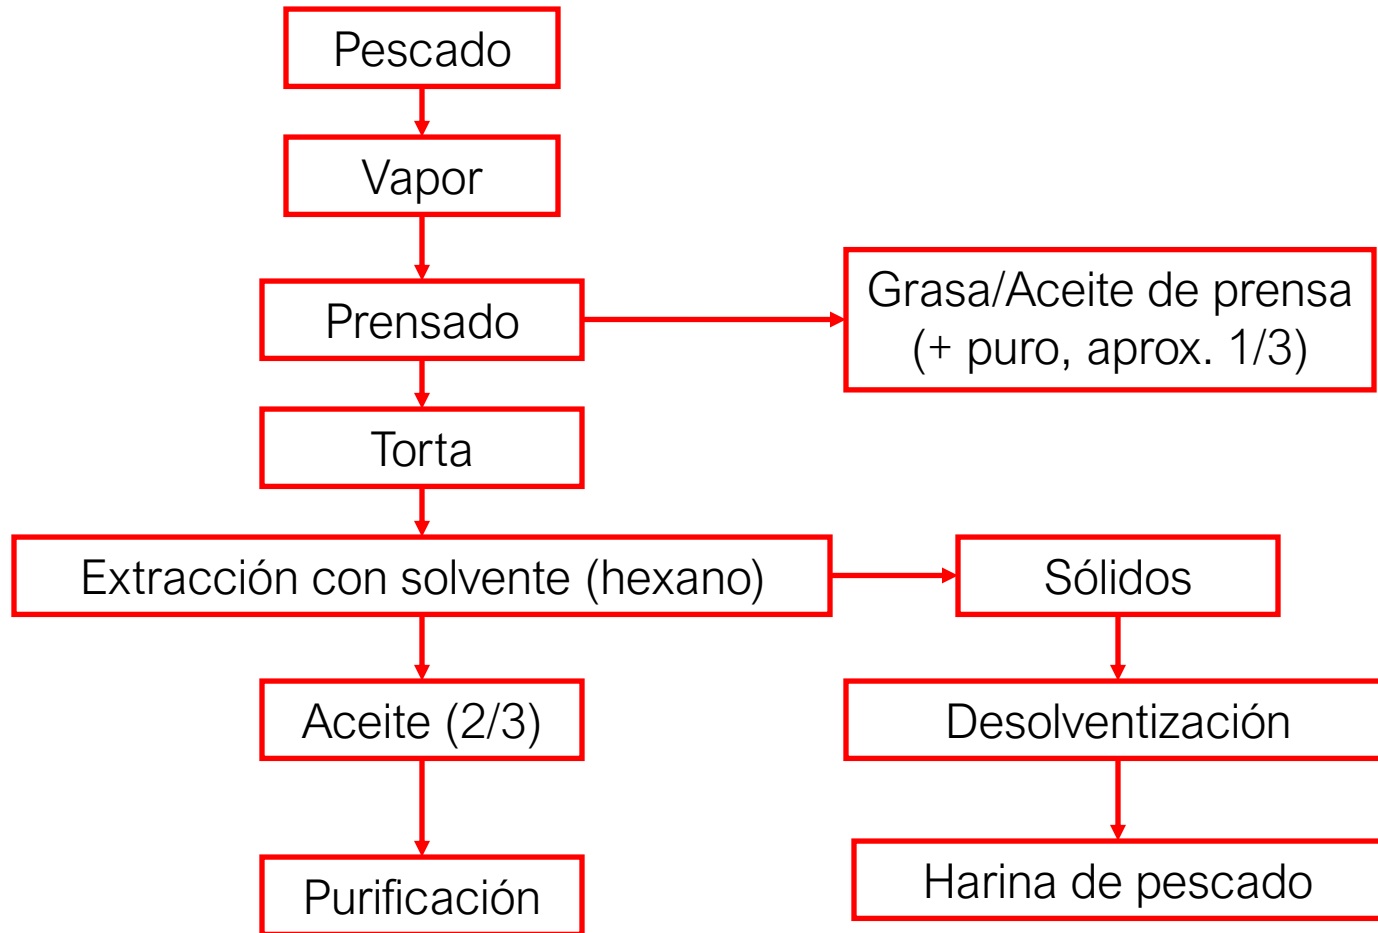 Pescado
Vapor
Prensado
Grasa/Aceite de prensa
(+ puro, aprox. 1/3)
Torta
Extracción con solvente (hexano)
Sólidos
Aceite (2/3)
Desolventización
Purificación
Harina de pescado